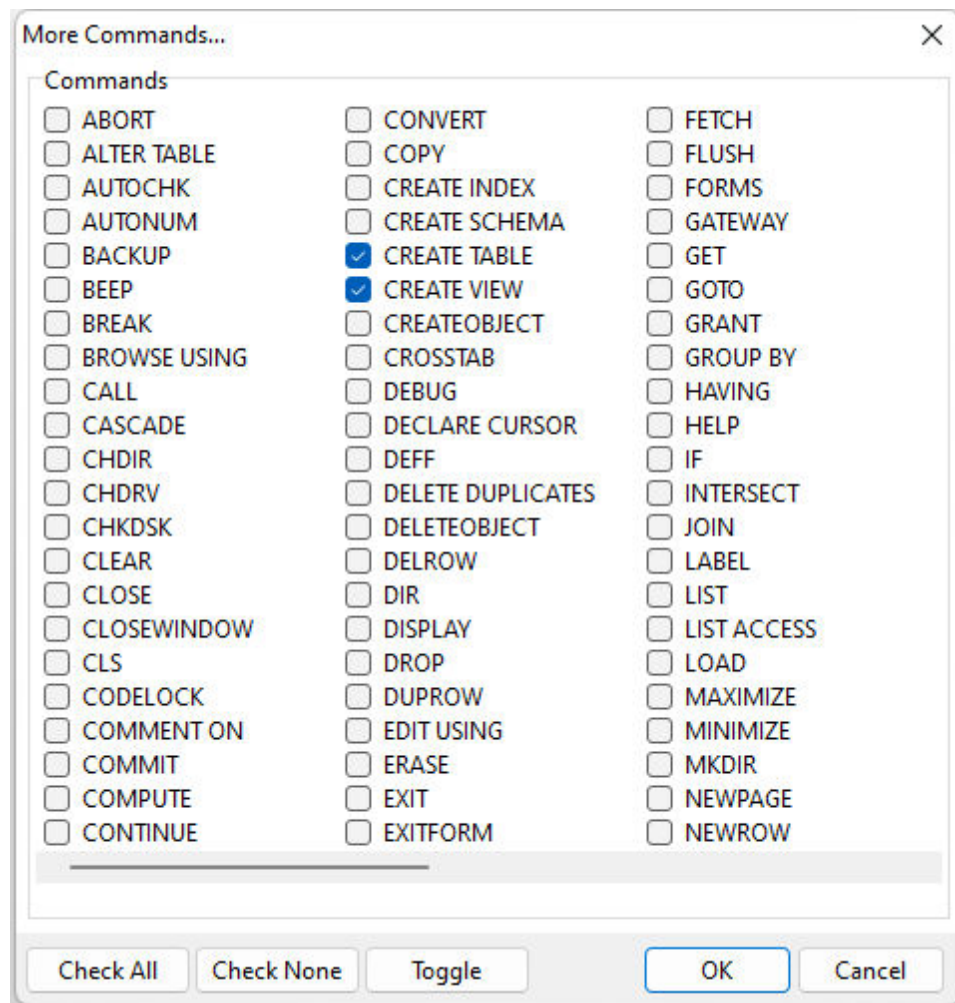 More Commands...
Commands
ABORT
ALTER TABLE
AUTOCHK
AUTONUM
BACKUP
BEEP
BREAK
BROWSE USING
CALL
CASCADE
CHDIR
CHDRV
CHKDSK
CLEAR
CLOSE
CLOSEWINDOW
CLS
CODELOCK
COMMENT ON
COMMIT
COMPUTE
CONTINUE
CONVERT
COPY
CREATE INDEX
CREATE SCHEMA
CREATE TABLE
CREATE VIEW
CREATEOBJECT
CROSSTAB
DEBUG
DECLARE CURSOR
DEFF
DELETE DUPLICATES
DELETEOBJECT
DELROW
DIR
DISPLAY
DROP
DUPROW
EDIT USING
ERASE
EXIT
EXITFORM
FETCH
FLUSH
FORMS
GATEWAY
GET
GOTO
GRANT
GROUP BY
HAVING
HELP
IF
INTERSECT
JOIN
LABEL
LIST
LIST ACCESS
LOAD
MAXIMIZE
MINIMIZE
MKDIR
NEWPAGE
NEWROW
Check All Check None Toggle OK Cancel